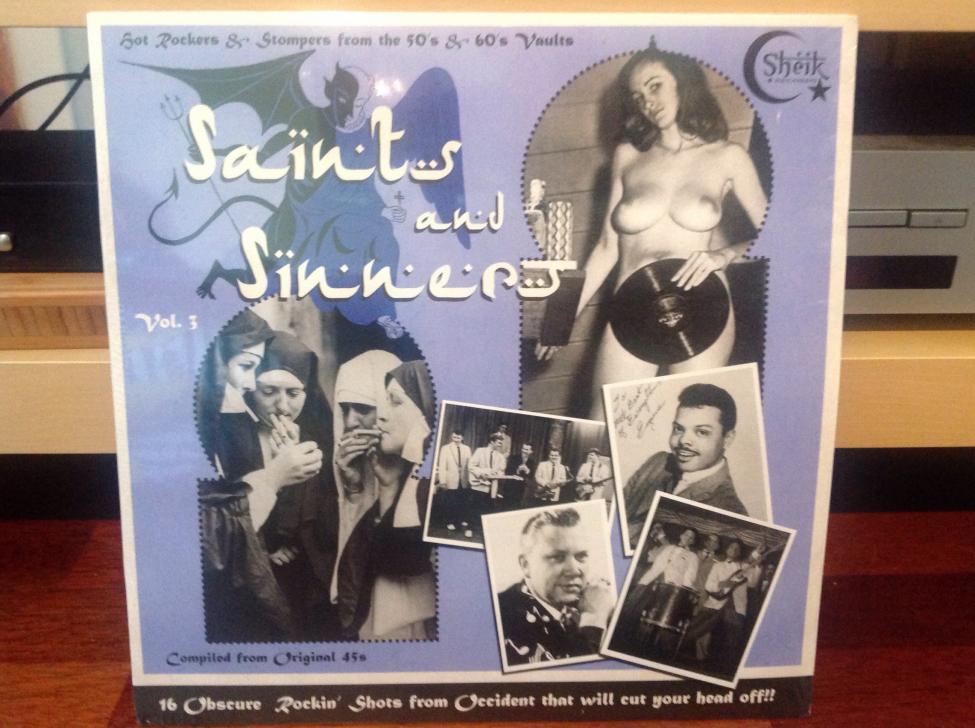 Hot Rockers & Stompers from the 50's & 60's Vaults
Sheik
Saints
and
Sinners
Vol. 3
Compiled from Original 45s
16 Obscure Rockin' Shots from Occident that will cut your head off!!